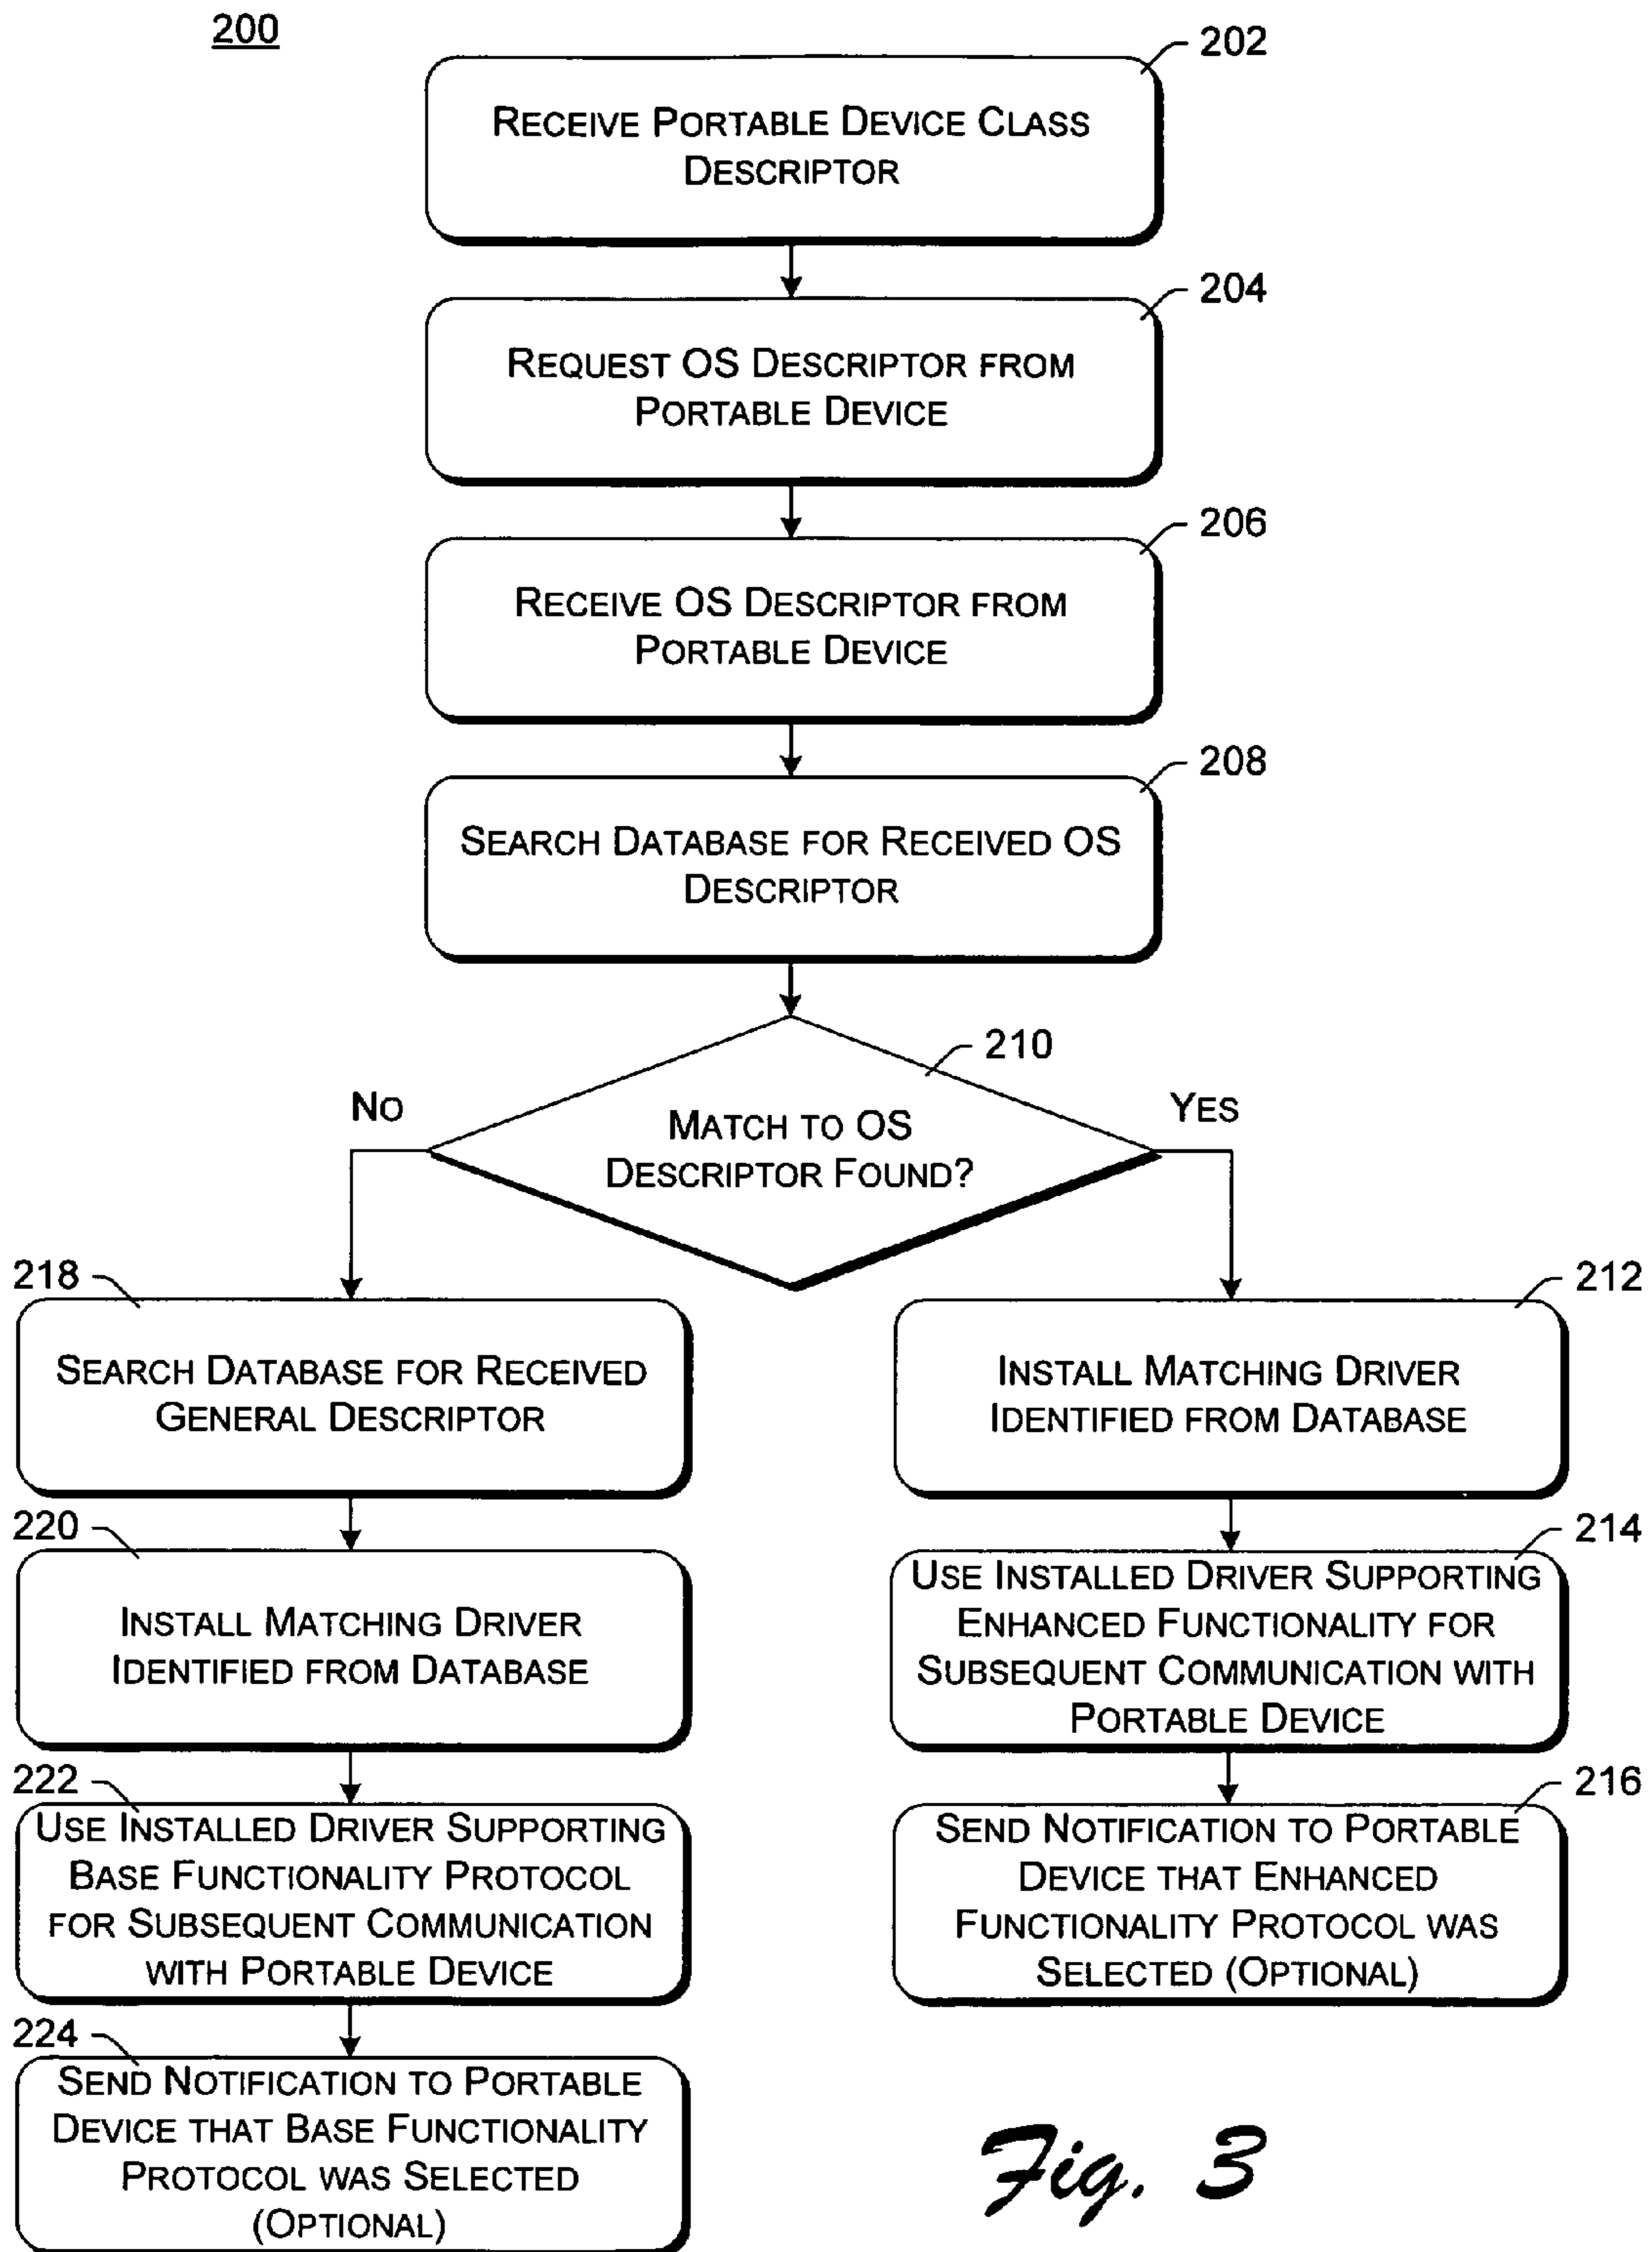 200
202
RECEIVE PORTABLE DEVICE CLASS
DESCRIPTOR
204
REQUEST OS DESCRIPTOR FROM
PORTABLE DEVICE
206
RECEIVE OS DESCRIPTOR FROM
PORTABLE DEVICE
208
SEARCH DATABASE FOR RECEIVED OS
DESCRIPTOR
210
NO
YES
MATCH TO OS
DESCRIPTOR FOUND?
218
SEARCH DATABASE FOR RECEIVED
GENERAL DESCRIPTOR
212
INSTALL MATCHING DRIVER
IDENTIFIED FROM DATABASE
220
INSTALL MATCHING DRIVER
IDENTIFIED FROM DATABASE
214
USE INSTALLED DRIVER SUPPORTING
ENHANCED FUNCTIONALITY FOR
SUBSEQUENT COMMUNICATION WITH
PORTABLE DEVICE
222
USE INSTALLED DRIVER SUPPORTING
BASE FUNCTIONALITY PROTOCOL
FOR SUBSEQUENT COMMUNICATION
WITH PORTABLE DEVICE
216
SEND NOTIFICATION TO PORTABLE
DEVICE THAT ENHANCED
FUNCTIONALITY PROTOCOL WAS
SELECTED (OPTIONAL)
224
SEND NOTIFICATION TO PORTABLE
DEVICE THAT BASE FUNCTIONALITY
PROTOCOL WAS SELECTED
(OPTIONAL)
Fig. 3